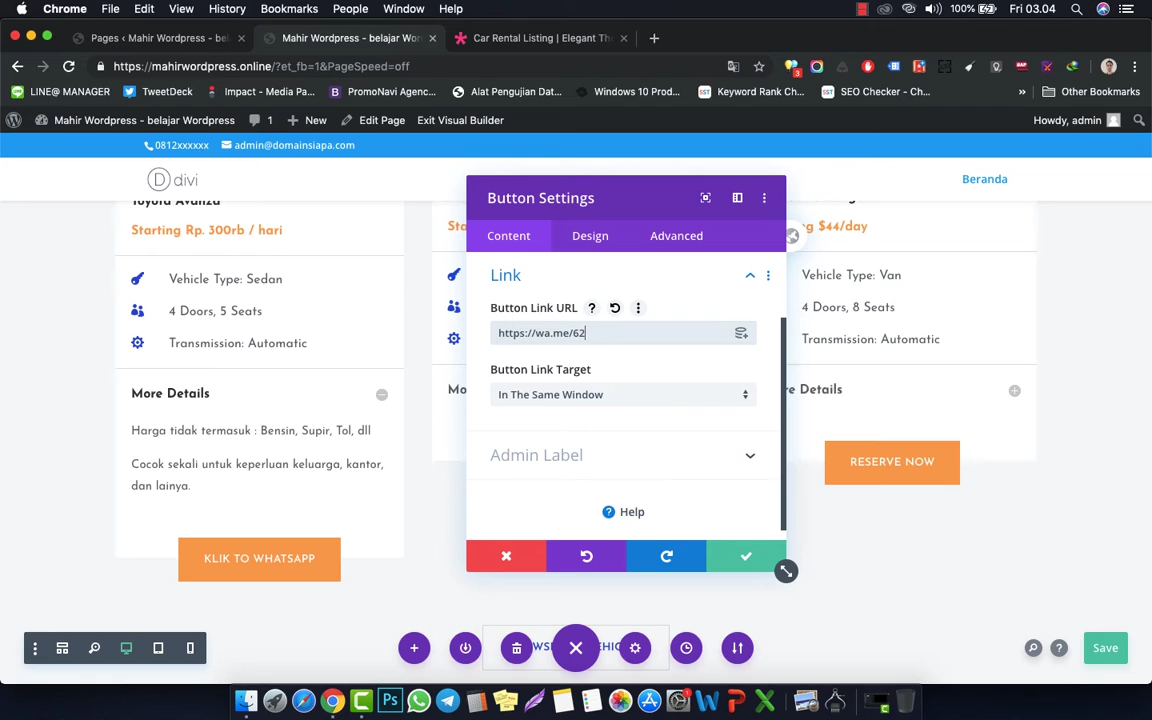 Chrome File Edit View History Bookmarks People Window Help 100% Fri 03.04
Pages ‹ Mahir Wordpress - bel
Mahir Wordpress - belajar Wor
Car Rental Listing | Elegant Th
https://mahirwordpress.online/?et_fb=1&PageSpeed=off
LINE@ MANAGER TweetDeck Impact - Media Pa... PromoNavi Agenc... Alat Pengujian Dat... Windows 10 Prod... Keyword Rank Ch... SEO Checker - Ch... » Other Bookmarks
Mahir Wordpress - belajar Wordpress 1 New Edit Page Exit Visual Builder Howdy, admin
0812xxxxxx admin@domainsiapa.com
divi
Beranda
Toyota Avanza
Starting Rp. 300rb / hari
Vehicle Type: Sedan
4 Doors, 5 Seats
Transmission: Automatic
More Details
Harga tidak termasuk : Bensin, Supir, Tol, dll
Cocok sekali untuk keperluan keluarga, kantor,
dan lainya.
KLIK TO WHATSAPP
Button Settings
Content Design Advanced
Link
Button Link URL
https://wa.me/62
Button Link Target
In The Same Window
Admin Label
Help
$44/day
Vehicle Type: Van
4 Doors, 8 Seats
Transmission: Automatic
Details
RESERVE NOW
Save